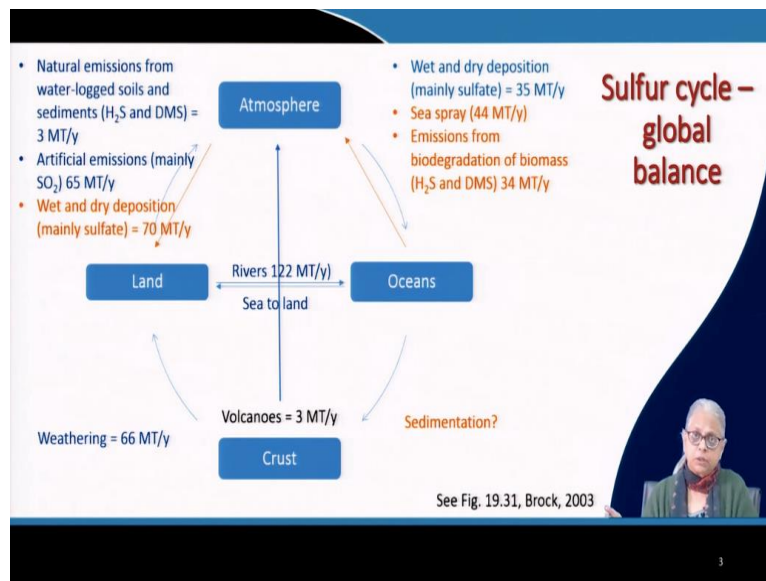 • Natural emissions from
water-logged soils and
sediments (H₂S and DMS) =
3 MT/y
• Artificial emissions (mainly
SO₂) 65 MT/y
• Wet and dry deposition
(mainly sulfate) = 70 MT/y
Atmosphere
• Wet and dry deposition
(mainly sulfate) = 35 MT/y
• Sea spray (44 MT/y)
• Emissions from
biodegradation of biomass
(H₂S and DMS) 34 MT/y
Sulfur cycle –
global
balance
Land
Rivers 122 MT/y)
Sea to land
Oceans
Volcanoes = 3 MT/y
Weathering = 66 MT/y
Sedimentation?
Crust
See Fig. 19.31, Brock, 2003
3